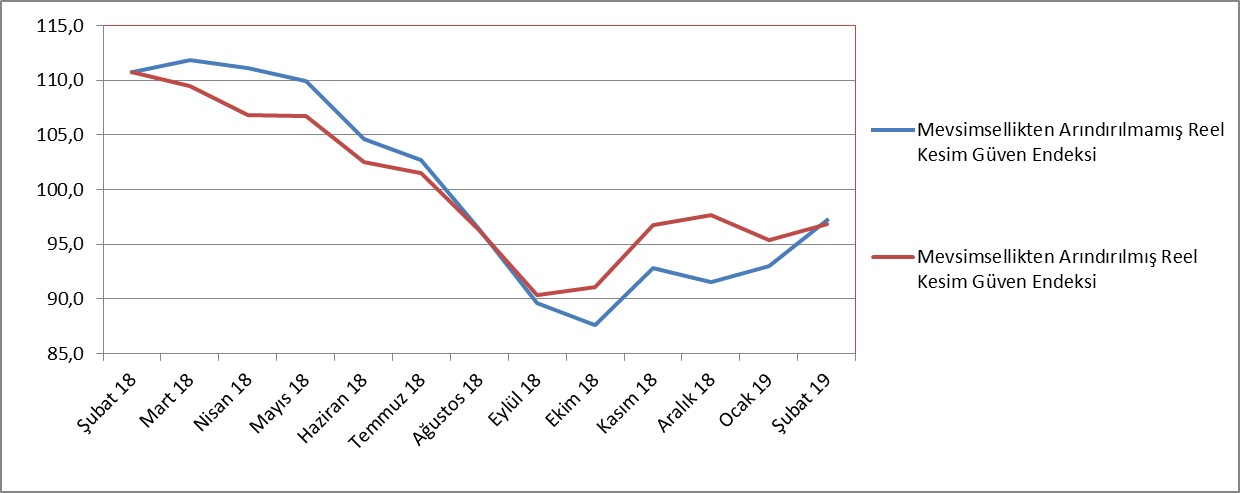 115,0
110,0
105,0
100,0
95,0
90,0
85,0
Şubat 18
Mart 18
Nisan 18
Mayıs 18
Haziran 18
Temmuz 18
Ağustos 18
Eylül 18
Ekim 18
Kasım 18
Aralık 18
Ocak 19
Şubat 19
Mevsimsellikten Arındırılmamış Reel
Kesim Güven Endeksi
Mevsimsellikten Arındırılmış Reel
Kesim Güven Endeksi